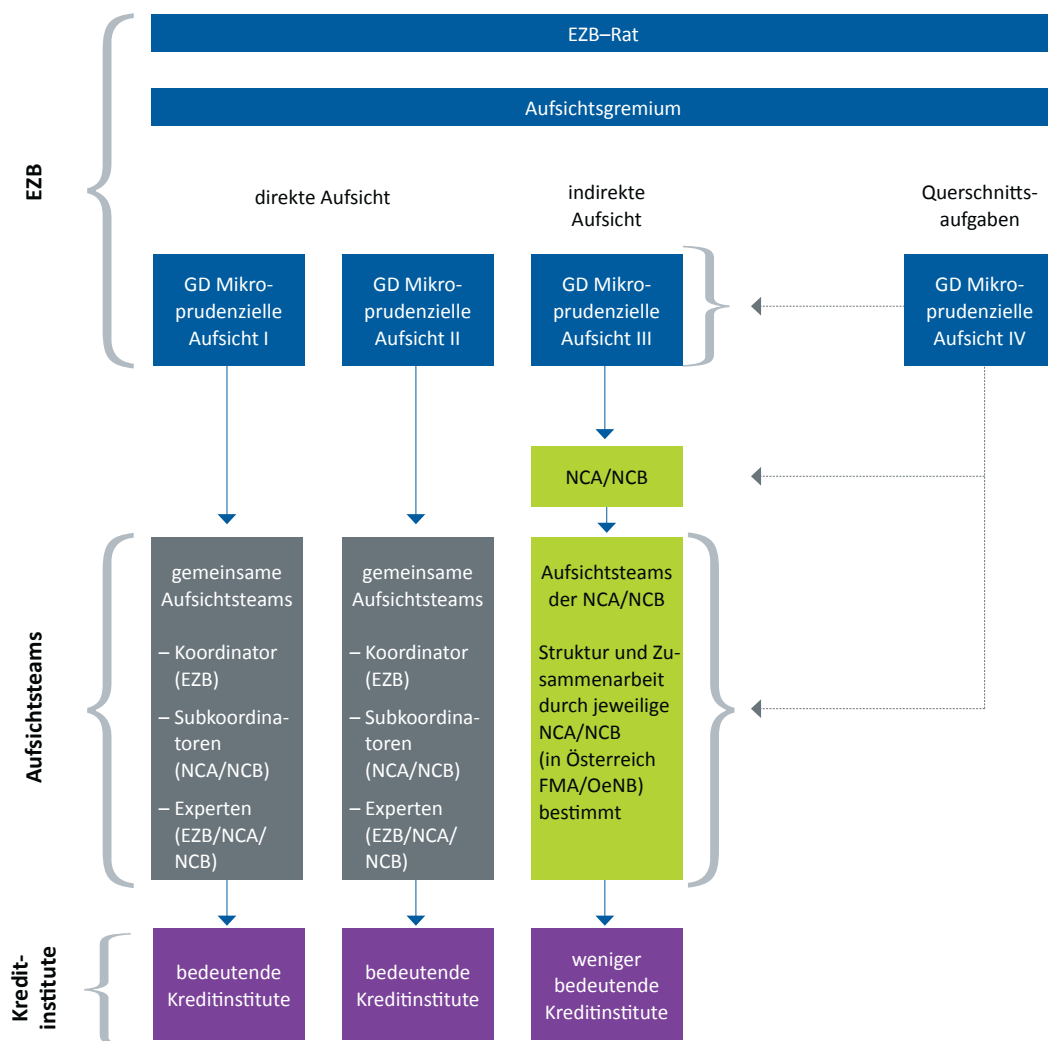 EZB–Rat
Aufsichtsgremium
EZB
direkte Aufsicht
indirekte
Aufsicht
Querschnitts-
aufgaben
GD Mikro-
prudenzielle
Aufsicht I
GD Mikro-
prudenzielle
Aufsicht II
GD Mikro-
prudenzielle
Aufsicht III
GD Mikro-
prudenzielle
Aufsicht IV
NCA/NCB
Aufsichtsteams
gemeinsame
Aufsichtsteams
– Koordinator
(EZB)
– Subkoordina-
toren
(NCA/NCB)
– Experten
(EZB/NCA/
NCB)
gemeinsame
Aufsichtsteams
– Koordinator
(EZB)
– Subkoordina-
toren
(NCA/NCB)
– Experten
(EZB/NCA/
NCB)
Aufsichtsteams
der NCA/NCB
Struktur und Zu-
sammenarbeit
durch jeweilige
NCA/NCB
(in Österreich
FMA/OeNB)
bestimmt
Kredit-
institute
bedeutende
Kreditinstitute
bedeutende
Kreditinstitute
weniger
bedeutende
Kreditinstitute